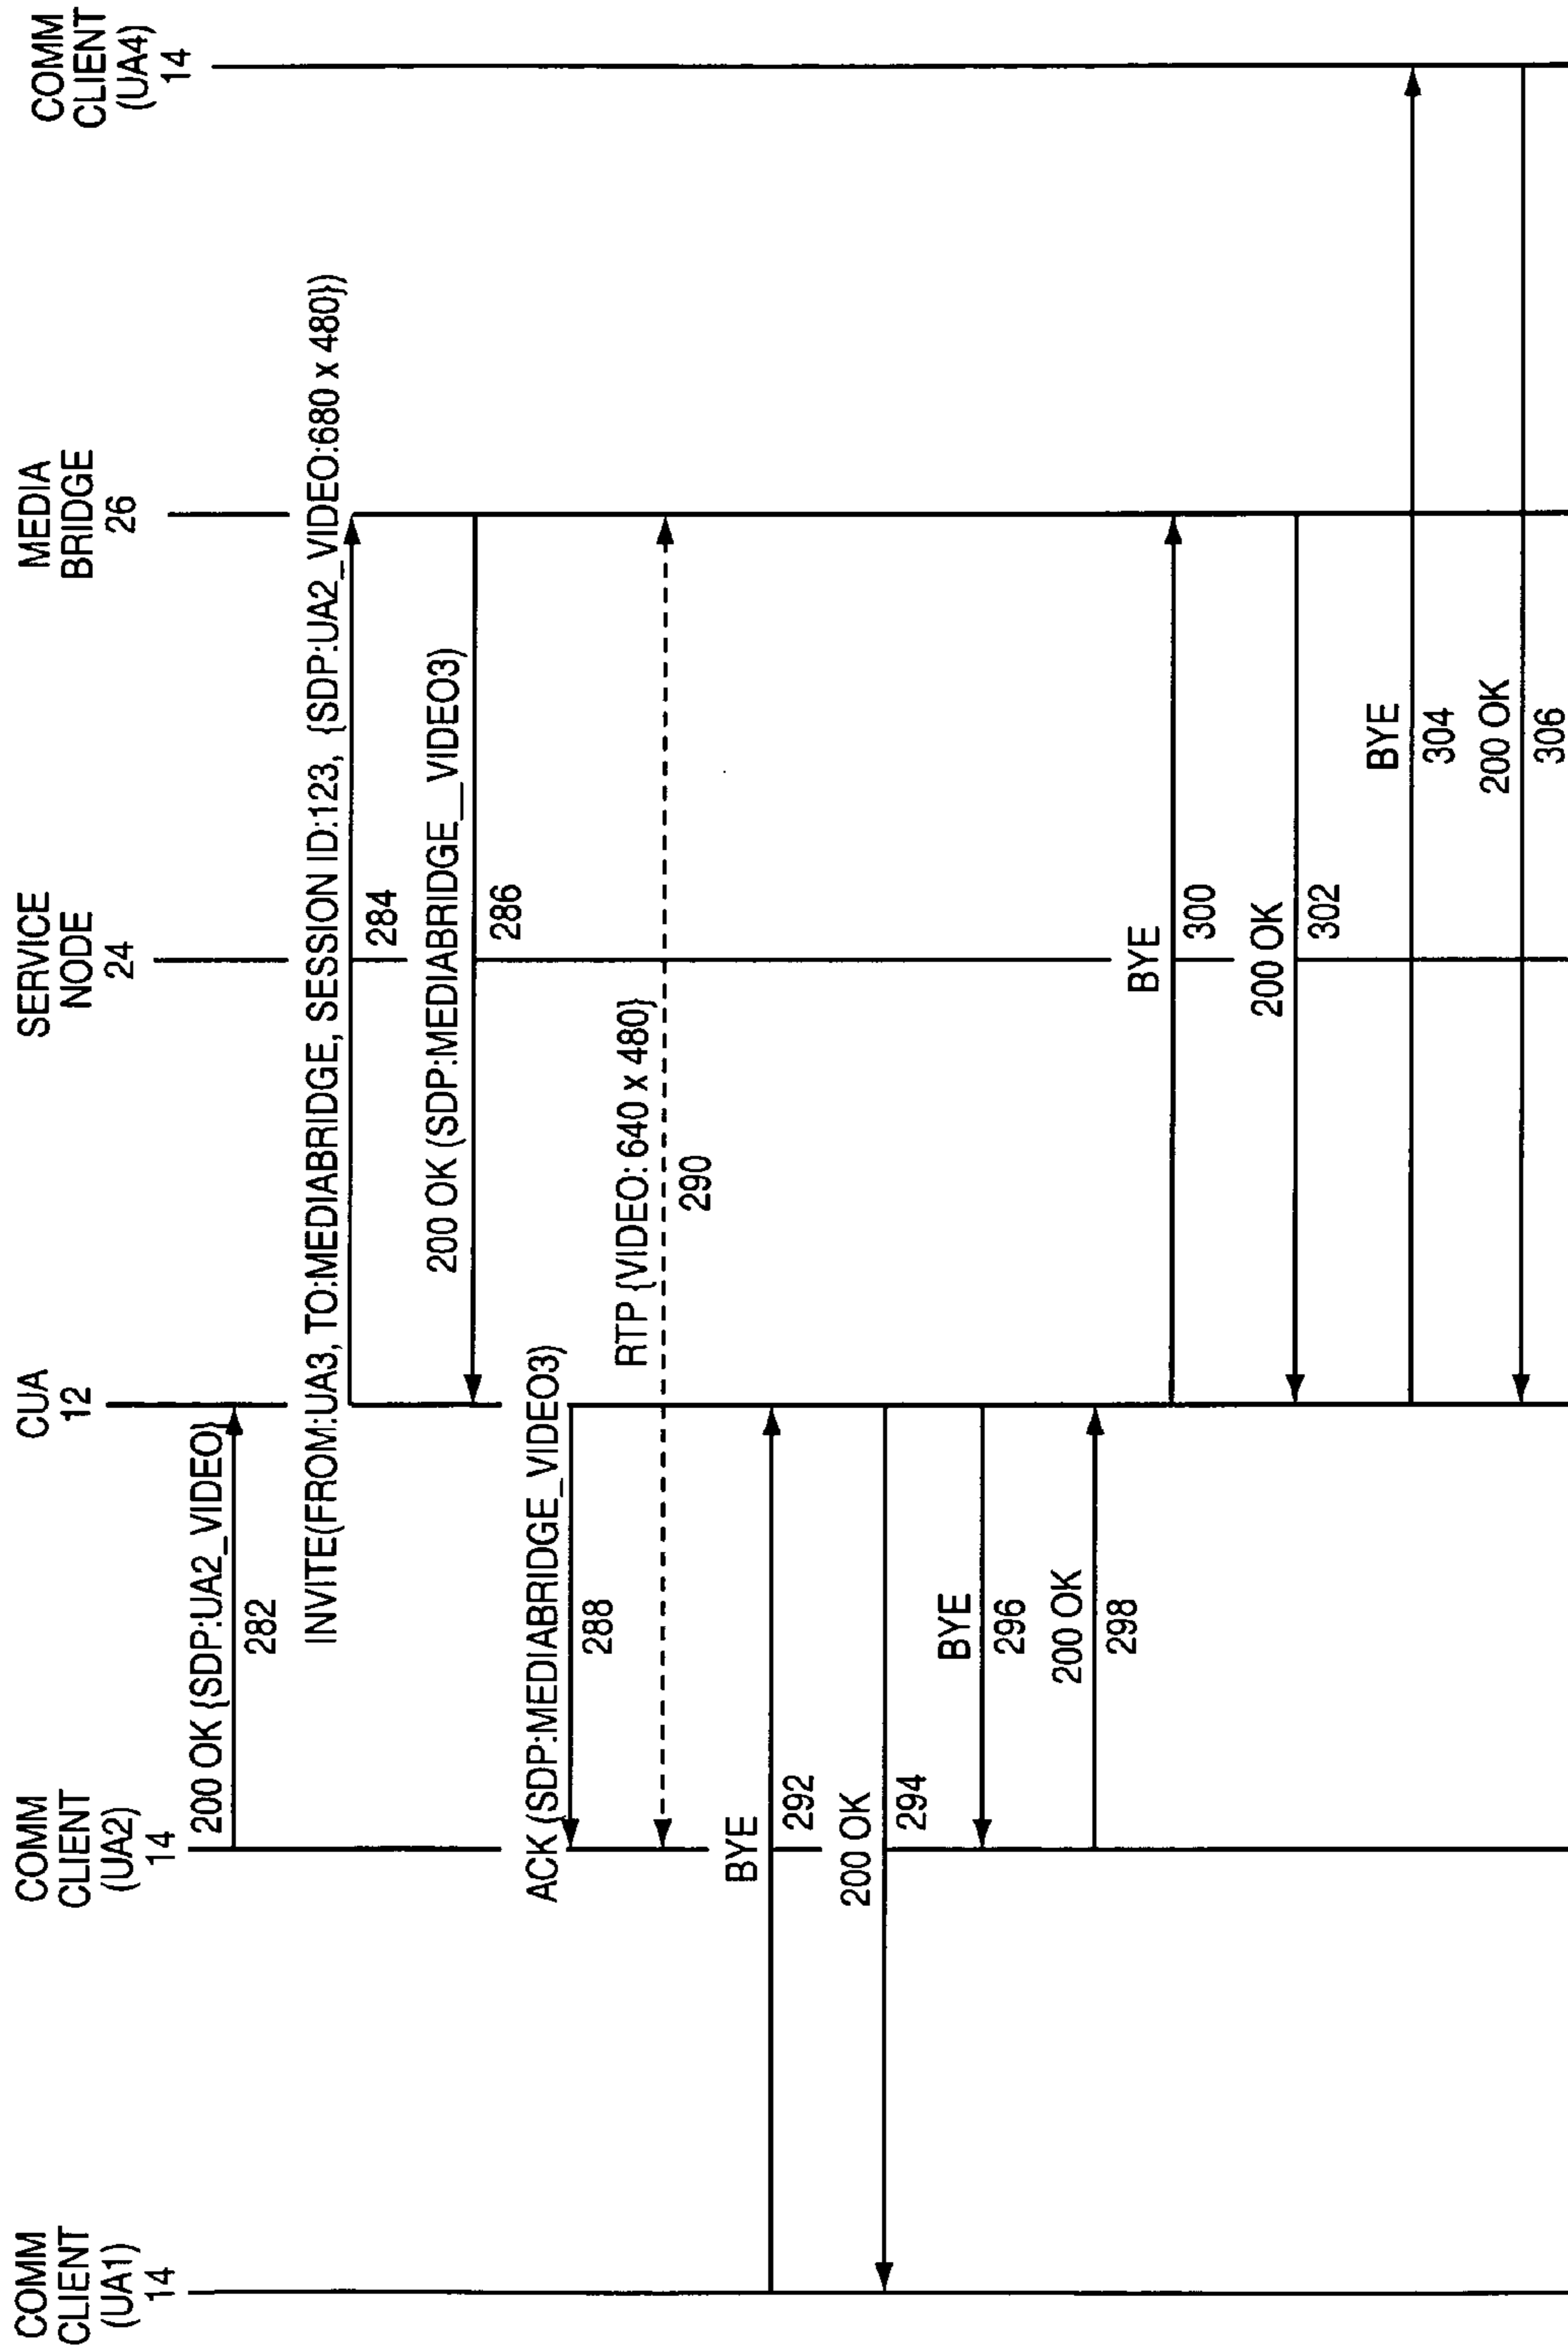 COMM
CLIENT
(UA1)
14
COMM
CLIENT
(UA2)
14
CUA
12
SERVICE
NODE
24
MEDIA
BRIDGE
26
COMM
CLIENT
(UA4)
14
200 OK {SDP:UA2_VIDEO}
282
INVITE(FROM:UA3, TO:MEDIABRIDGE, SESSION ID:123, {SDP:UA2_VIDEO:680 x 480})
284
200 OK (SDP:MEDIABRIDGE__VIDEO3)
286
ACK (SDP:MEDIABRIDGE_VIDEO3)
288
RTP {VIDEO: 640 x 480}
290
BYE
292
200 OK
294
BYE
296
200 OK
298
BYE
300
200 OK
302
BYE
304
200 OK
306